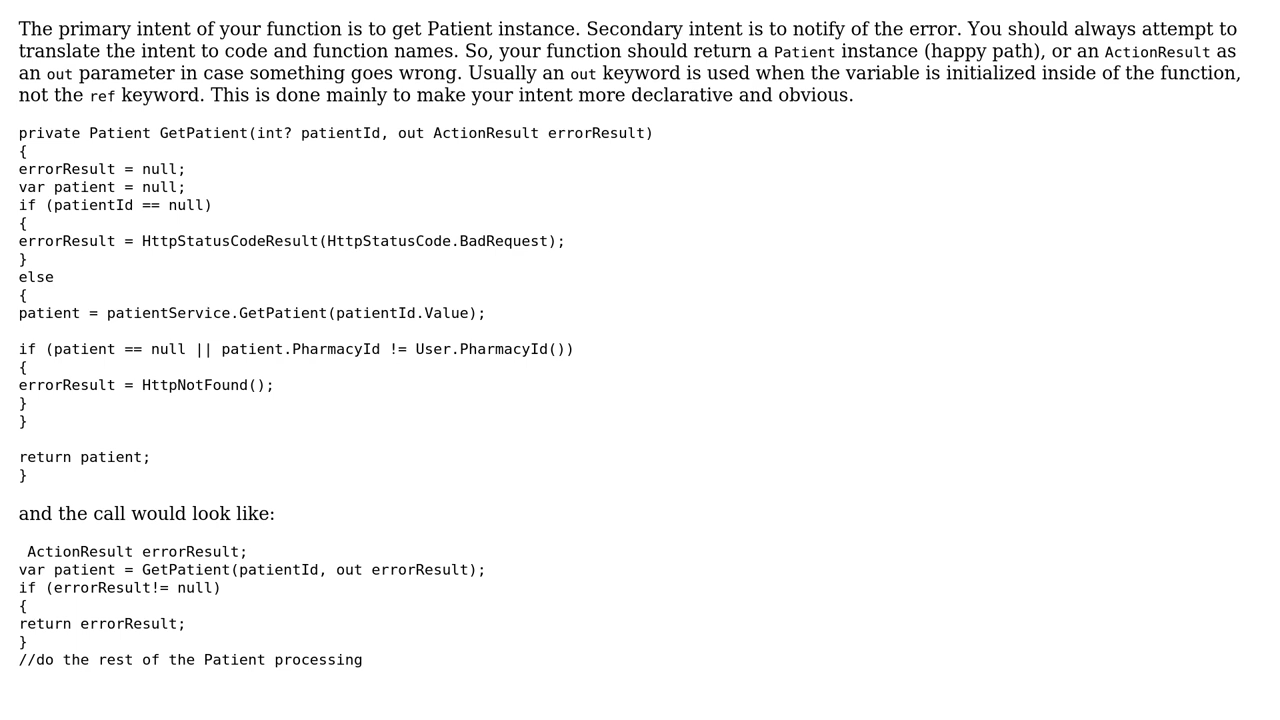 The primary intent of your function is to get Patient instance. Secondary intent is to notify of the error. You should always attempt to
translate the intent to code and function names. So, your function should return a Patient instance (happy path), or an ActionResult as
an out parameter in case something goes wrong. Usually an out keyword is used when the variable is initialized inside of the function,
not the ref keyword. This is done mainly to make your intent more declarative and obvious.
private Patient GetPatient(int? patientId, out ActionResult errorResult)
{
errorResult = null;
var patient = null;
if (patientId == null)
{
errorResult = HttpStatusCodeResult(HttpStatusCode.BadRequest);
}
else
{
patient = patientService.GetPatient(patientId.Value);
if (patient == null || patient.PharmacyId != User.PharmacyId())
{
errorResult = HttpNotFound();
}
}
return patient;
}
and the call would look like:
ActionResult errorResult;
var patient = GetPatient(patientId, out errorResult);
if (errorResult!= null)
{
return errorResult;
}
//do the rest of the Patient processing